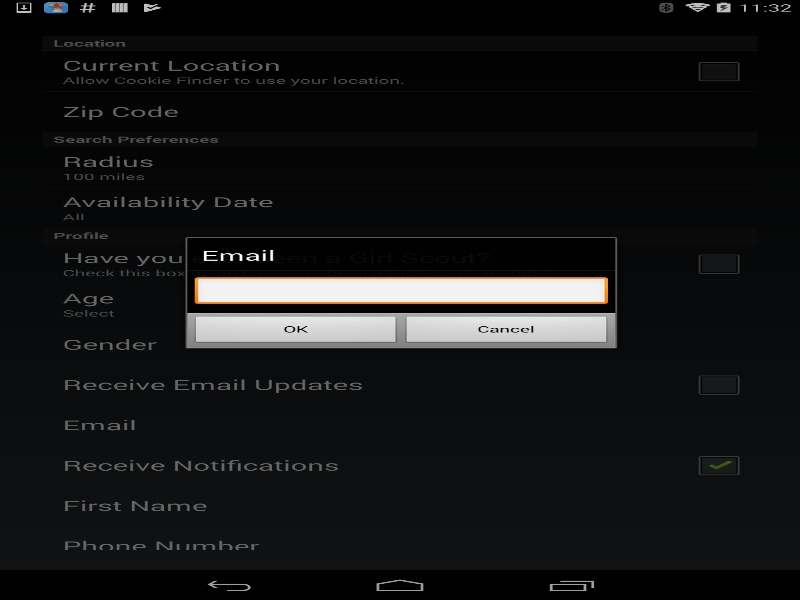 11:32
Location
Current Location
Allow Cookie Finder to use your location.
Zip Code
Search Preferences
Radius
100 miles
Availability Date
All
Profile
Have you been a Girl Scout?
Check this box
Email
Age
Select
OK
Cancel
Gender
Receive Email Updates
Email
Receive Notifications
First Name
Phone Number